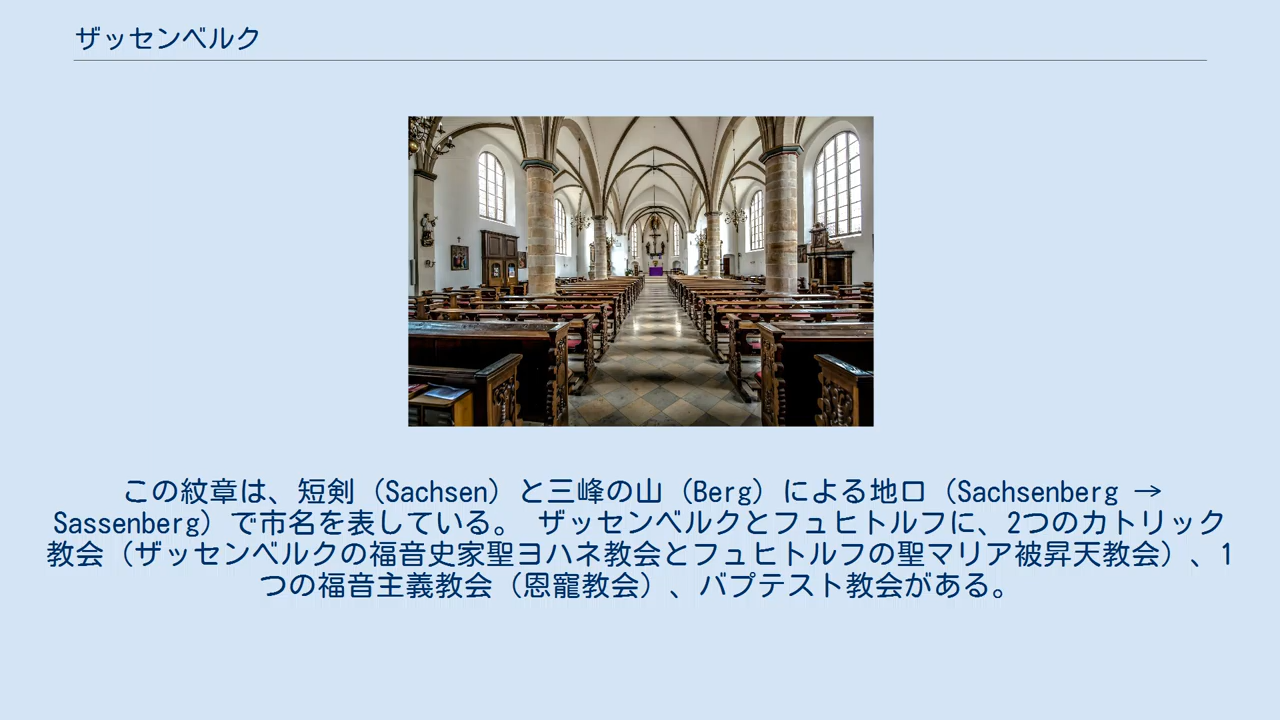 ザッセンベルク
この紋章は、短剣（Sachsen）と三峰の山（Berg）による地口（Sachsenberg →
Sassenberg）で市名を表している。 ザッセンベルクとフュヒトルフに、2つのカトリック
教会（ザッセンベルクの福音史家聖ヨハネ教会とフュヒトルフの聖マリア被昇天教会）、1
つの福音主義教会（恩寵教会）、バプテスト教会がある。